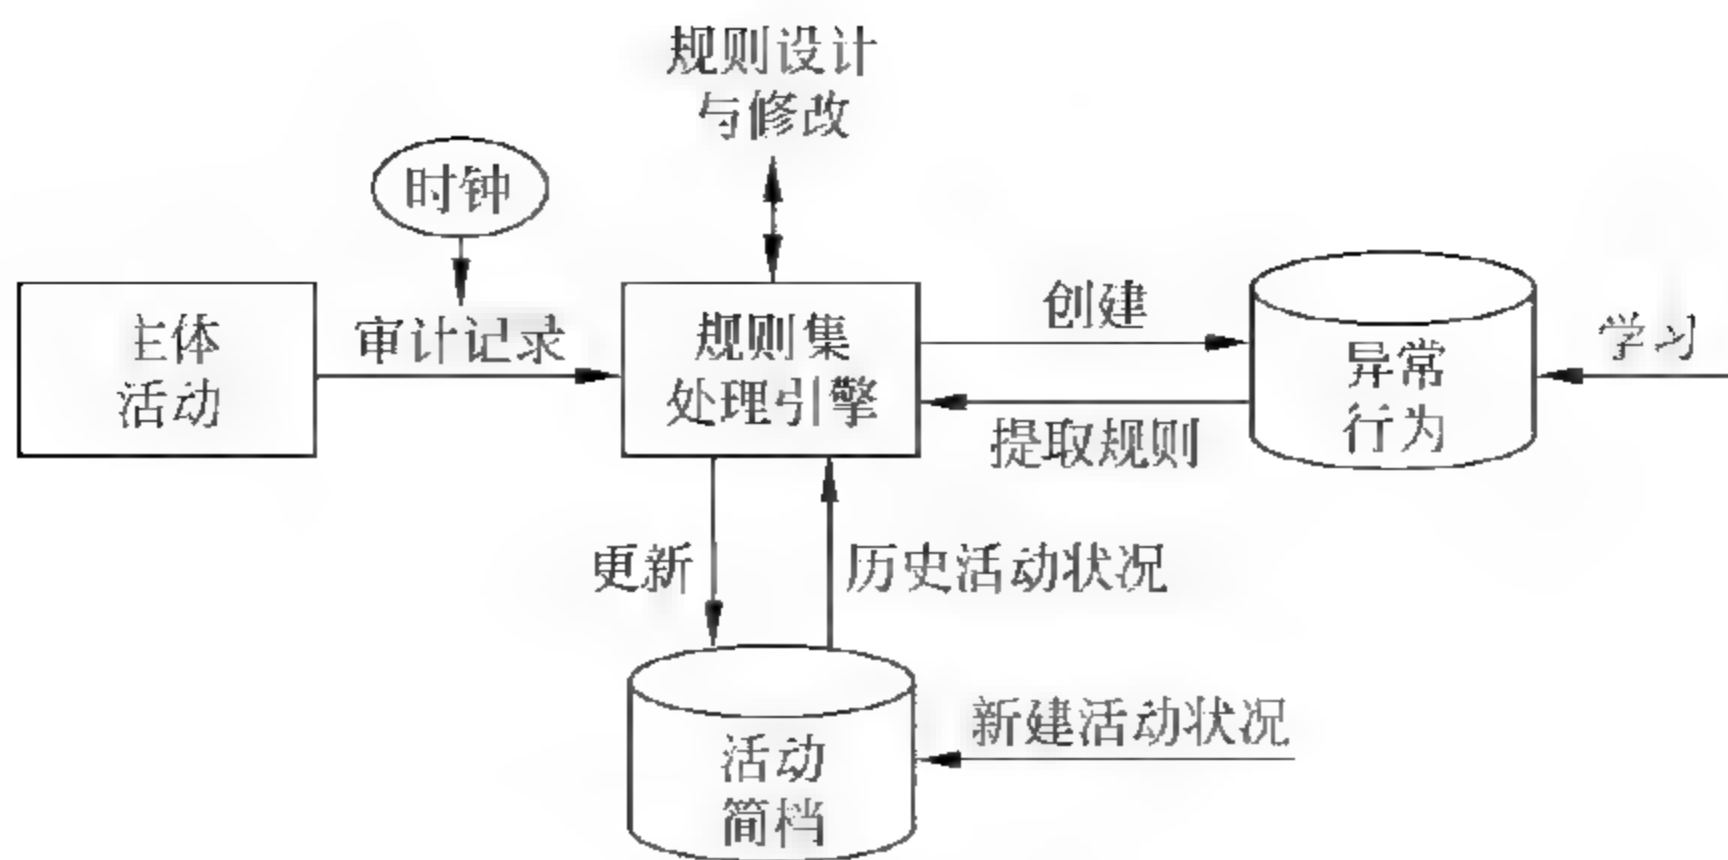 规则设计
与修改
时钟
主体
活动
审计记录
规则集
处理引擎
创建
提取规则
异常
行为
学习
更新
历史活动状况
活动
简档
新建活动状况